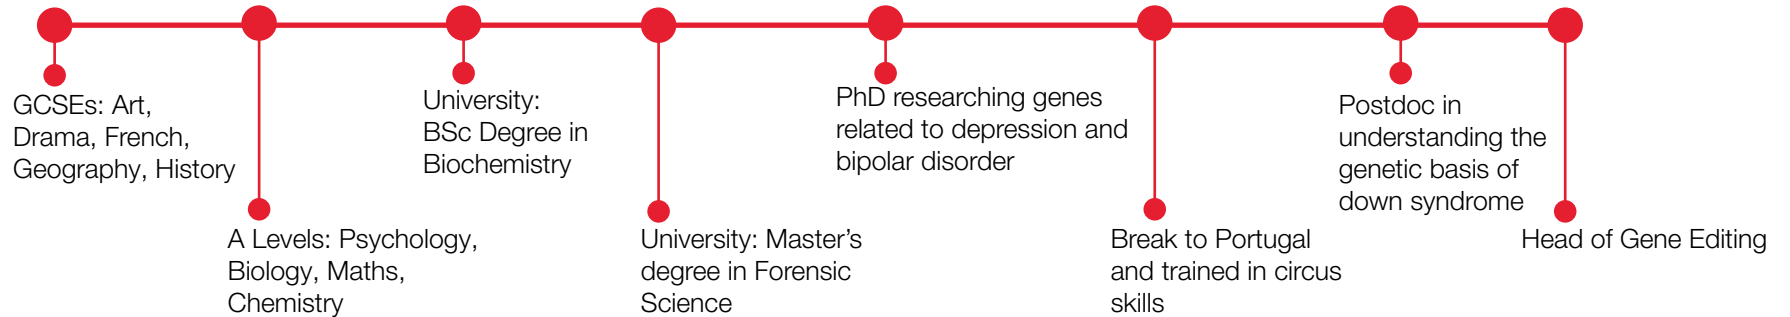 GCSEs: Art,
Drama, French,
Geography, History
A Levels: Psychology,
Biology, Maths,
Chemistry
University:
BSc Degree in
Biochemistry
University: Master’s
degree in Forensic
Science
PhD researching genes
related to depression and
bipolar disorder
Break to Portugal
and trained in circus
skills
Postdoc in
understanding the
genetic basis of
down syndrome
Head of Gene Editing